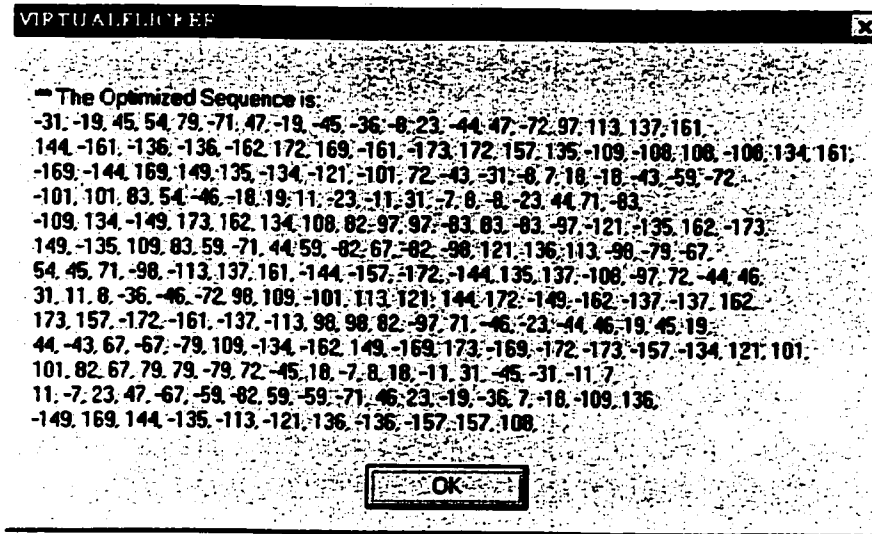 VIRTUALFLICKER
** The Optimized Sequence is:
-31, -19, 45, 54, 79, -71, 47, -19, -45, -36, -8, 23, -44, 47, -72, 97, 113, 137, 161,
144, -161, -136, -136, -162, 172, 169, -161, -173, 172, 157, 135, -109, -108, 108, -108, 134, 161,
-169, -144, 169, 149, 135, -134, -121, -101, 72, -43, -31, -8, 7, 18, -18, -43, -59, -72,
-101, 101, 83, 54, -46, -18, 19, 11, -23, -11, 31, -7, 8, -8, -23, 44, 71, -83,
-109, 134, -149, 173, 162, 134, 108, 82, 97, 97, -83, 83, -83, -97, -121, -135, 162, -173,
149, -135, 109, 83, 59, -71, 44, 59, -82, 67, -82, -98, 121, 136, 113, -98, -79, -67,
54, 45, 71, -98, -113, 137, 161, -144, -157, -172, -144, 135, 137, -108, -97, 72, -44, 46,
31, 11, 8, -36, -46, -72, 98, 109, -101, 113, 121, 144, 172, -149, -162, -137, -137, 162,
173, 157, -172, -161, -137, -113, 98, 98, 82, -97, 71, -46, -23, -44, 46, 19, 45, 19,
44, -43, 67, -67, -79, 109, -134, -162, 149, -169, 173, -169, -172, -173, -157, -134, 121, 101,
101, 82, 67, 79, 79, -79, 72, -45, 18, -7, 8, 18, -11, 31, -45, -31, -11, 7,
11, -7, 23, 47, -67, -59, -82, 59, -59, -71, 46, 23, -19, -36, 7, -18, -109, 136,
-149, 169, 144, -135, -113, -121, 136, -136, -157, 157, 108,
OK